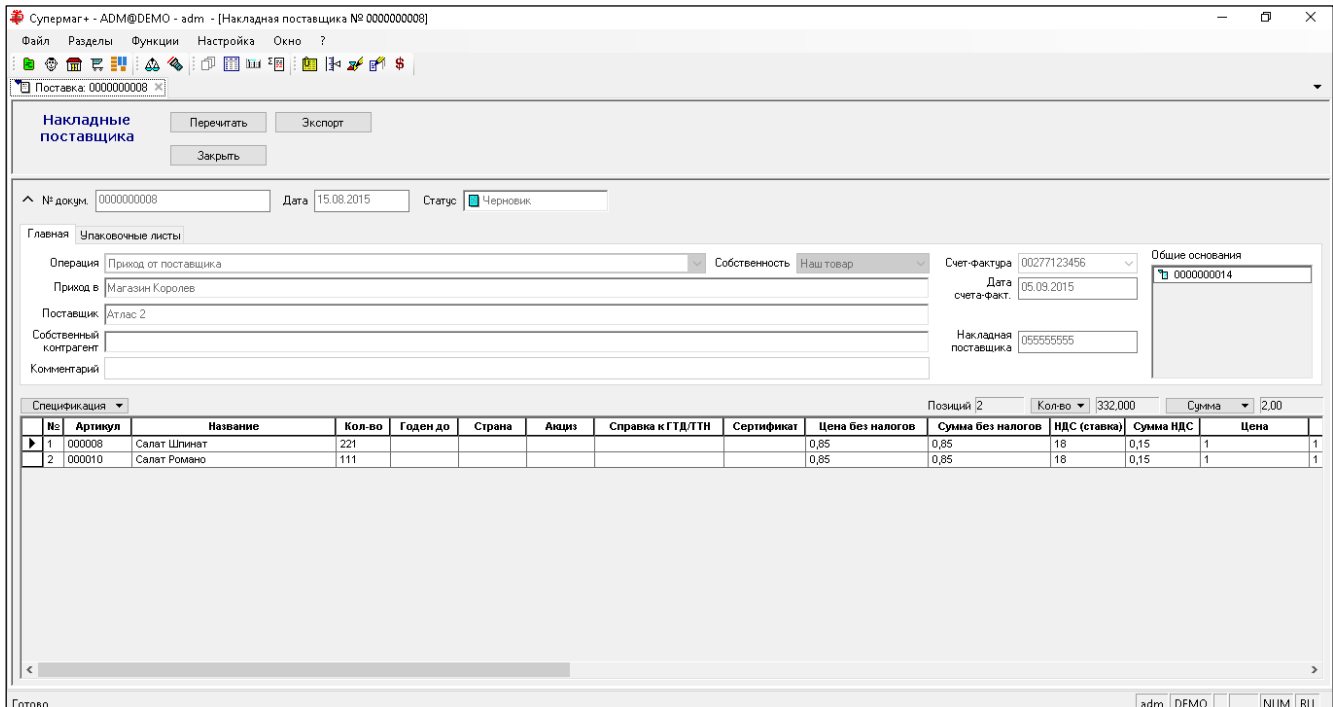 Супермаг+ - ADM@DEMO - adm - [Накладная поставщика № 0000000008]
Файл Разделы Функции Настройка Окно ?
Поставка: 0000000008
Накладные поставщика
Перечитать Экспорт
Закрыть
№ докум. 0000000008 Дата 15.08.2015 Статус Черновик
Главная Упаковочные листы
Операция Приход от поставщика Собственность Наш товар Счет-фактура 00277123456 Общие основания
Приход в Магазин Королев Дата счета-факт. 05.09.2015 0000000014
Поставщик Атлас 2
Собственный контрагент Накладная поставщика 055555555
Комментарий
Спецификация Позиций 2 Кол-во 332,000 Сумма 2,00
№ Артикул Название Кол-во Годен до Страна Акциз Справка к ГТД/ТТН Сертификат Цена без налогов Сумма без налогов НДС (ставка) Сумма НДС Цена
1 000008 Салат Шпинат 221 0,85 0,85 18 0,15 1 1
2 000010 Салат Романо 111 0,85 0,85 18 0,15 1 1
Готово adm DEMO NUM RU